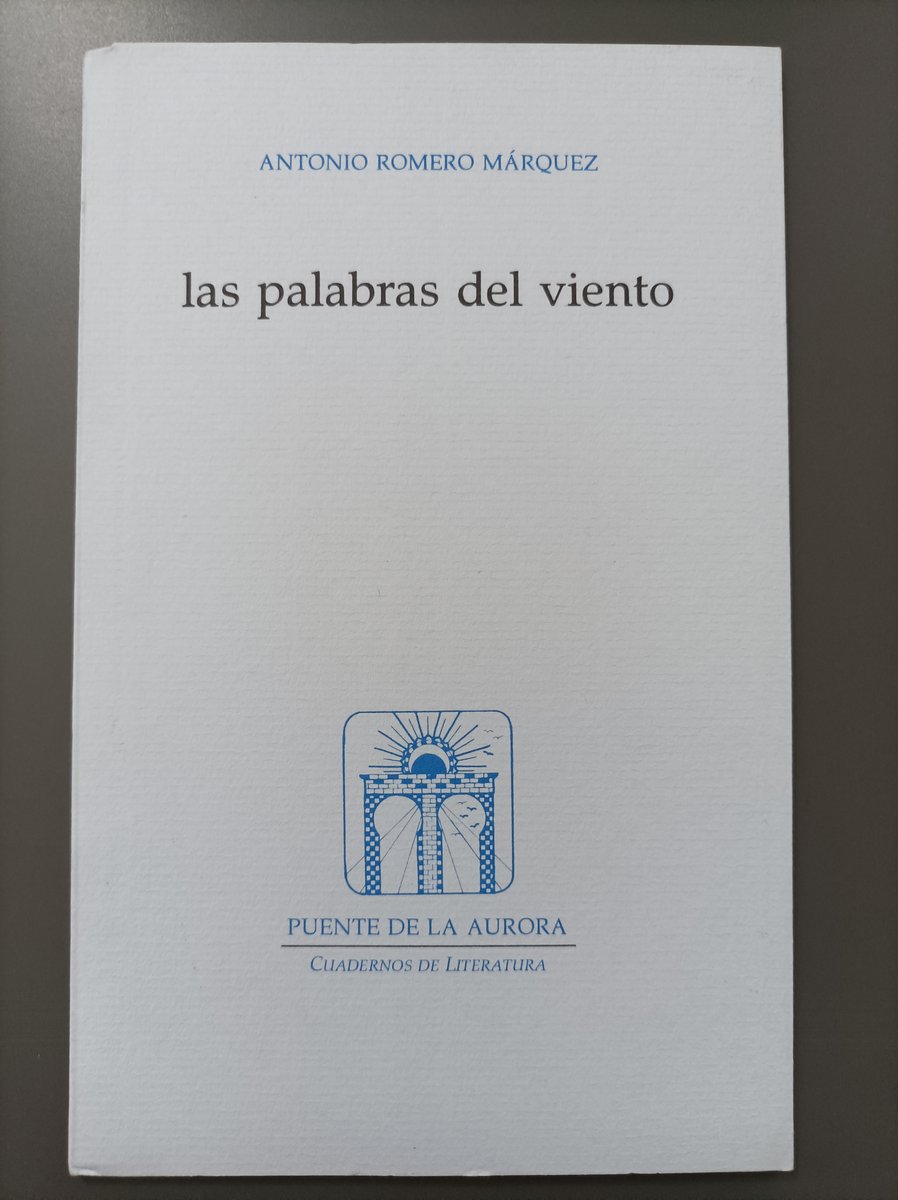 ANTONIO ROMERO MÁRQUEZ
las palabras del viento
PUENTE DE LA AURORA
CUADERNOS DE LITERATURA